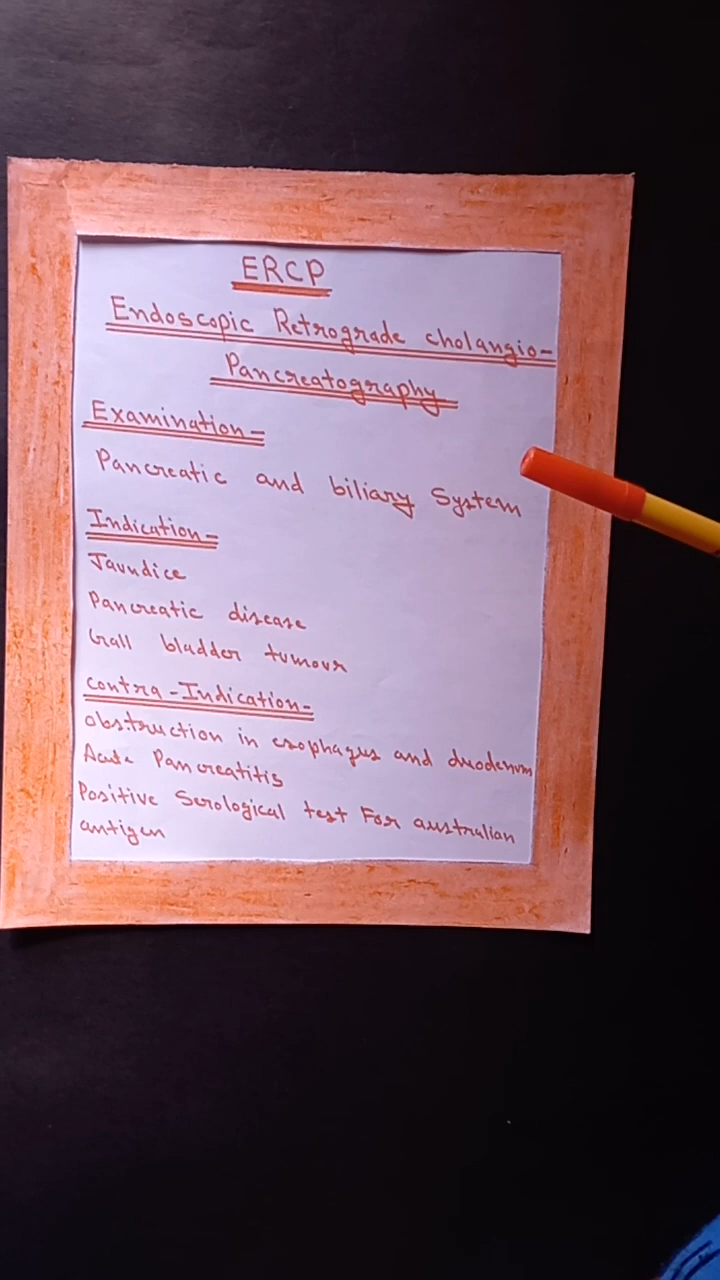 ERCP
Endoscopic Retrograde cholangio-
Pancreatography
Examination-
Pancreatic and biliary System
Indication-
Jaundice
Pancreatic disease
Gall bladder tumour
Contra-Indication-
obstruction in esophagus and duodenum
Acute Pancreatitis
Positive Serological test For australian
antigen